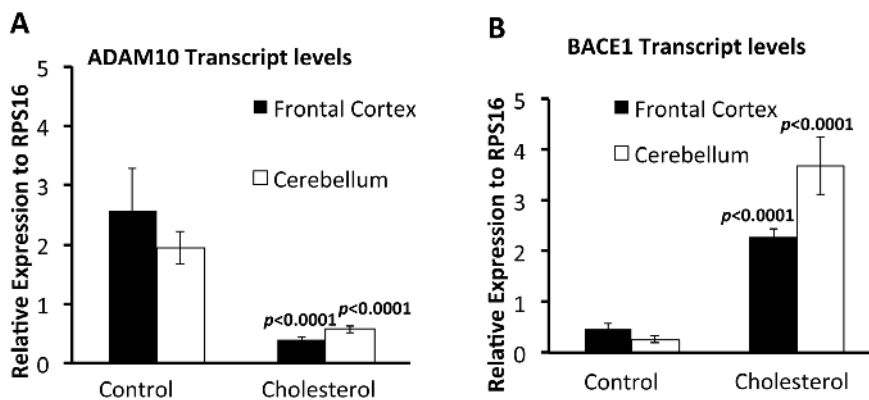 A
ADAM10 Transcript levels
Relative Expression to RPS16
5
4
3
2
1
0
Frontal Cortex
Cerebellum
p<0.0001
p<0.0001
Control
Cholesterol
B
BACE1 Transcript levels
Relative Expression to RPS16
5
4
3
2
1
0
Frontal Cortex
Cerebellum
p<0.0001
p<0.0001
Control
Cholesterol